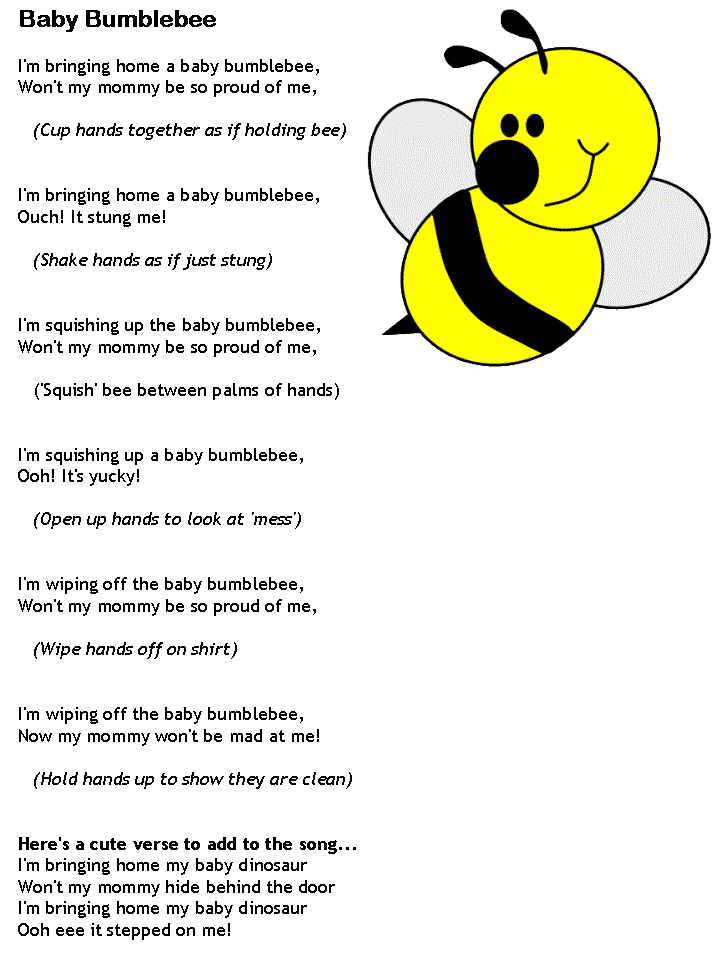 Baby Bumblebee
I'm bringing home a baby bumblebee,
Won't my mommy be so proud of me,
(Cup hands together as if holding bee)
I'm bringing home a baby bumblebee,
Ouch! It stung me!
(Shake hands as if just stung)
I'm squishing up the baby bumblebee,
Won't my mommy be so proud of me,
('Squish' bee between palms of hands)
I'm squishing up a baby bumblebee,
Ooh! It's yucky!
(Open up hands to look at 'mess')
I'm wiping off the baby bumblebee,
Won't my mommy be so proud of me,
(Wipe hands off on shirt)
I'm wiping off the baby bumblebee,
Now my mommy won't be mad at me!
(Hold hands up to show they are clean)
Here's a cute verse to add to the song...
I'm bringing home my baby dinosaur
Won't my mommy hide behind the door
I'm bringing home my baby dinosaur
Ooh eee it stepped on me!